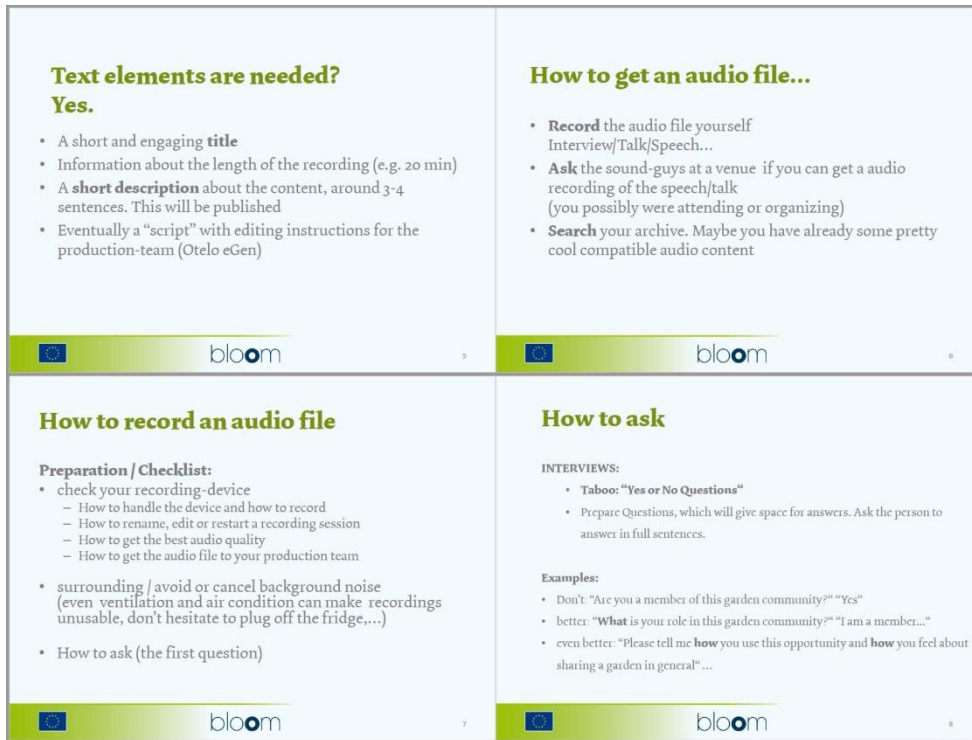 Text elements are needed?
Yes.
• A short and engaging title
• Information about the length of the recording (e.g. 20 min)
• A short description about the content, around 3-4
sentences. This will be published
• Eventually a “script” with editing instructions for the
production-team (Otelo eGen)
bloom
5
How to get an audio file...
• Record the audio file yourself
Interview/Talk/Speech...
• Ask the sound-guys at a venue if you can get a audio
recording of the speech/talk
(you possibly were attending or organizing)
• Search your archive. Maybe you have already some pretty
cool compatible audio content
bloom
6
How to record an audio file
Preparation / Checklist:
• check your recording-device
– How to handle the device and how to record
– How to rename, edit or restart a recording session
– How to get the best audio quality
– How to get the audio file to your production team
• surrounding / avoid or cancel background noise
(even ventilation and air condition can make recordings
unusable, don't hesitate to plug off the fridge,...)
• How to ask (the first question)
bloom
7
How to ask
INTERVIEWS:
• Taboo: “Yes or No Questions“
• Prepare Questions, which will give space for answers. Ask the person to
answer in full sentences.
Examples:
• Don't: “Are you a member of this garden community?“ “Yes“
• better: “What is your role in this garden community?“ “I am a member...“
• even better: “Please tell me how you use this opportunity and how you feel about
sharing a garden in general“ ...
bloom
8